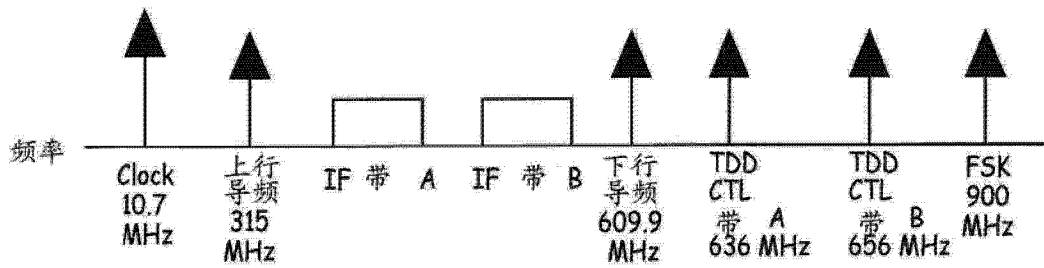 频率
Clock
10.7
MHz
上行
导频
315
MHz
IF 带 A
IF 带 B
下行
导频
609.9
MHz
TDD
CTL
带 A
636 MHz
TDD
CTL
带 B
656 MHz
FSK
900
MHz